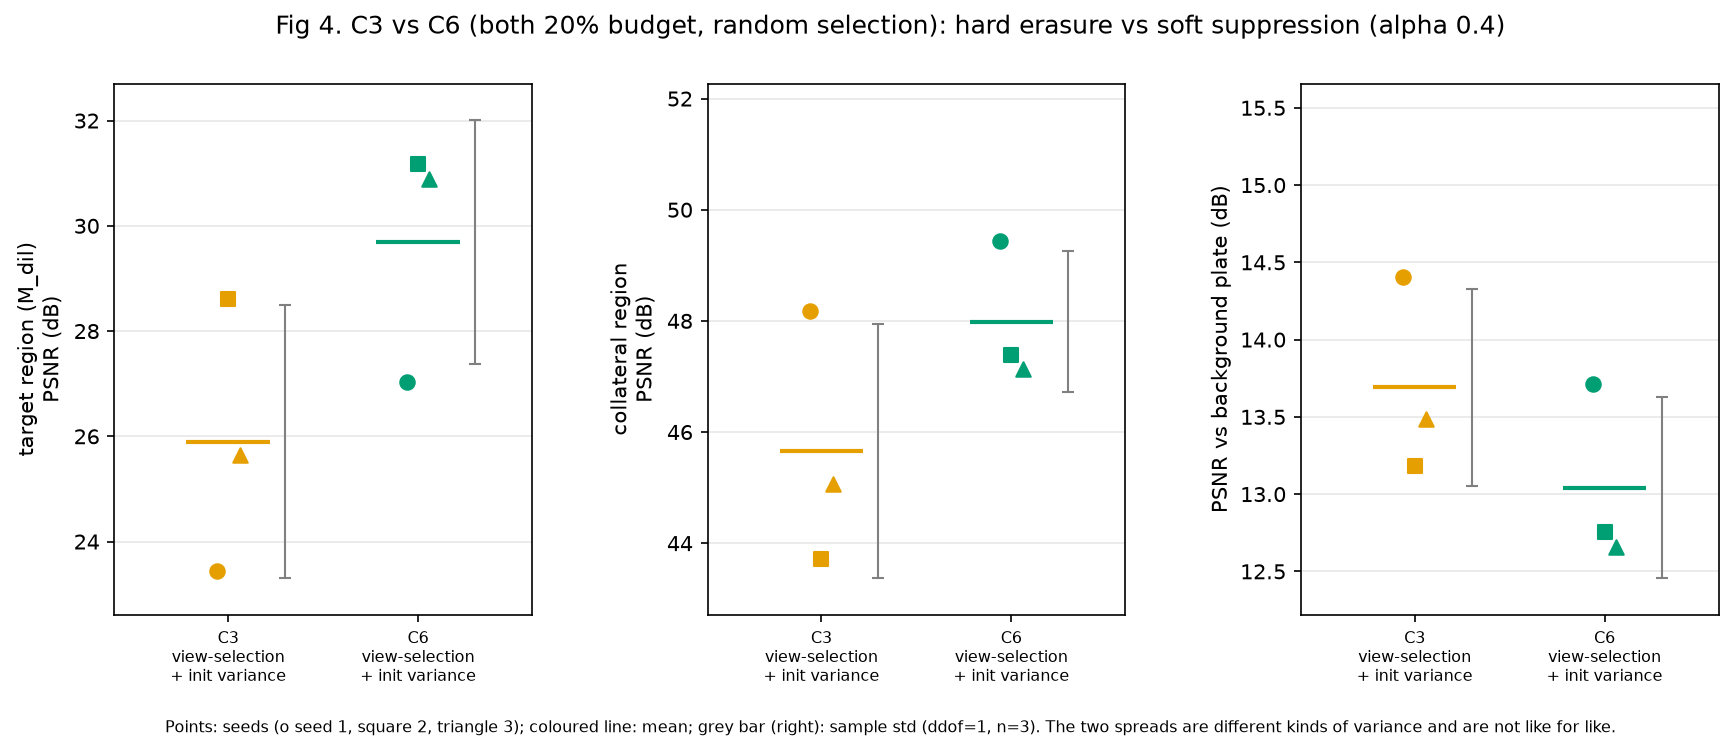 Fig 4. C3 vs C6 (both 20% budget, random selection): hard erasure vs soft suppression (alpha 0.4)
target region (M_dil)
PSNR (dB)
32
30
28
26
24
C3
view-selection
+ init variance
C6
view-selection
+ init variance
collateral region
PSNR (dB)
52
50
48
46
44
C3
view-selection
+ init variance
C6
view-selection
+ init variance
PSNR vs background plate (dB)
15.5
15.0
14.5
14.0
13.5
13.0
12.5
C3
view-selection
+ init variance
C6
view-selection
+ init variance
Points: seeds (o seed 1, square 2, triangle 3); coloured line: mean; grey bar (right): sample std (ddof=1, n=3). The two spreads are different kinds of variance and are not like for like.